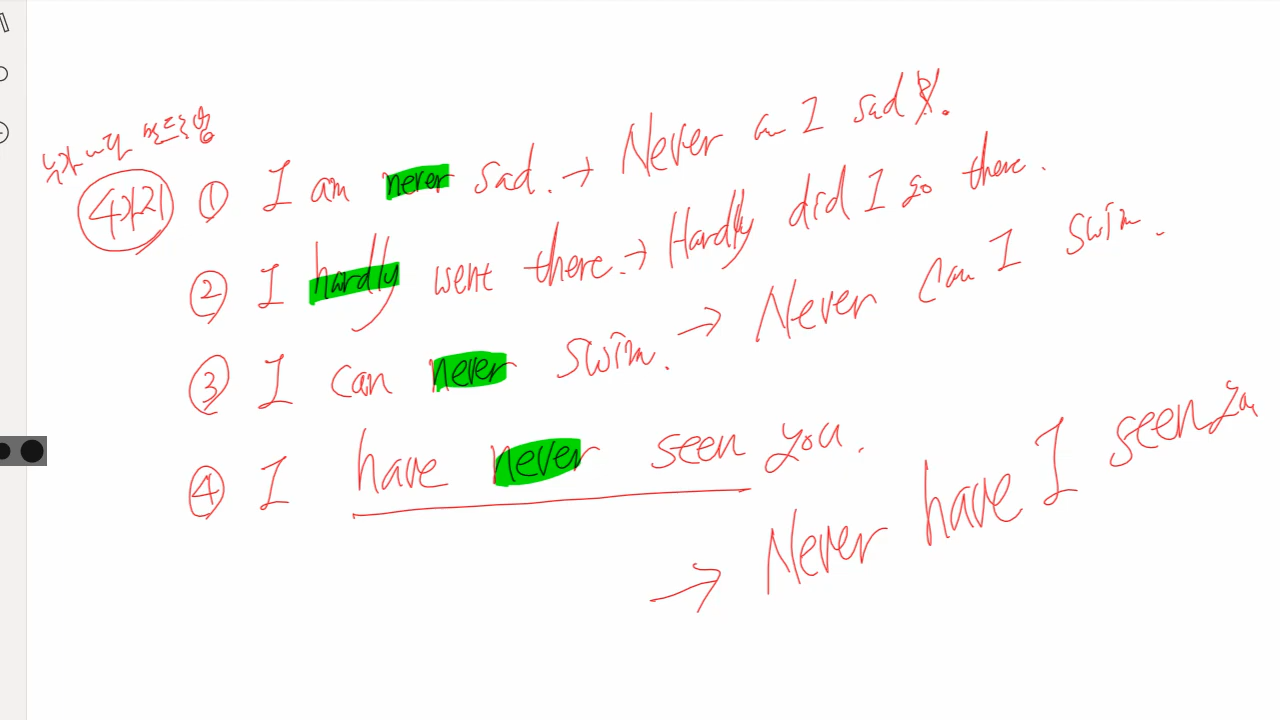 4가지
① I am never sad. → Never am I sad.
② I hardly went there. → Hardly did I go there.
③ I can never swim. → Never can I swim.
④ I have never seen you.
→ Never have I seen you